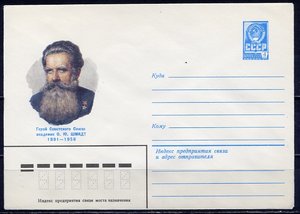 Герой Советского Союза
академик О. Ю. ШМИДТ
1891–1956
СССР
Куда
Кому
Индекс предприятия связи
и адрес отправителя
Индекс предприятия связи места назначения